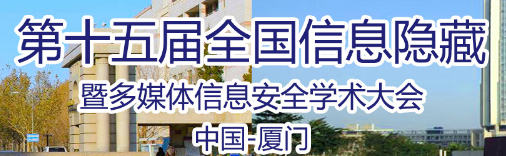 第十五届全国信息隐藏
暨多媒体信息安全学术大会
中国-厦门